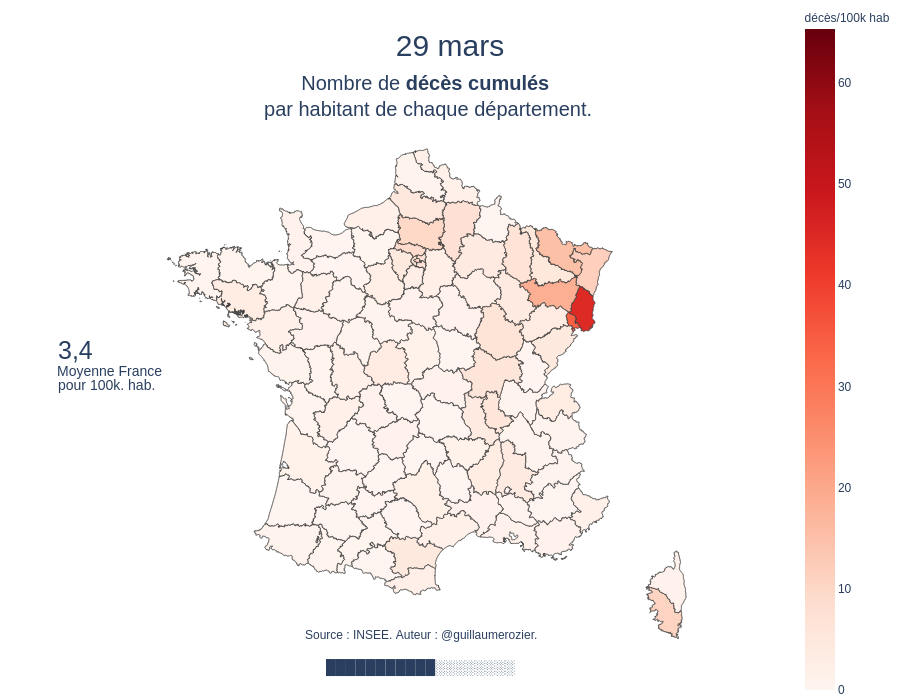 décès/100k hab
29 mars
Nombre de décès cumulés
par habitant de chaque département.
60
50
40
30
20
10
0
3,4
Moyenne France
pour 100k. hab.
Source : INSEE. Auteur : @guillaumerozier.